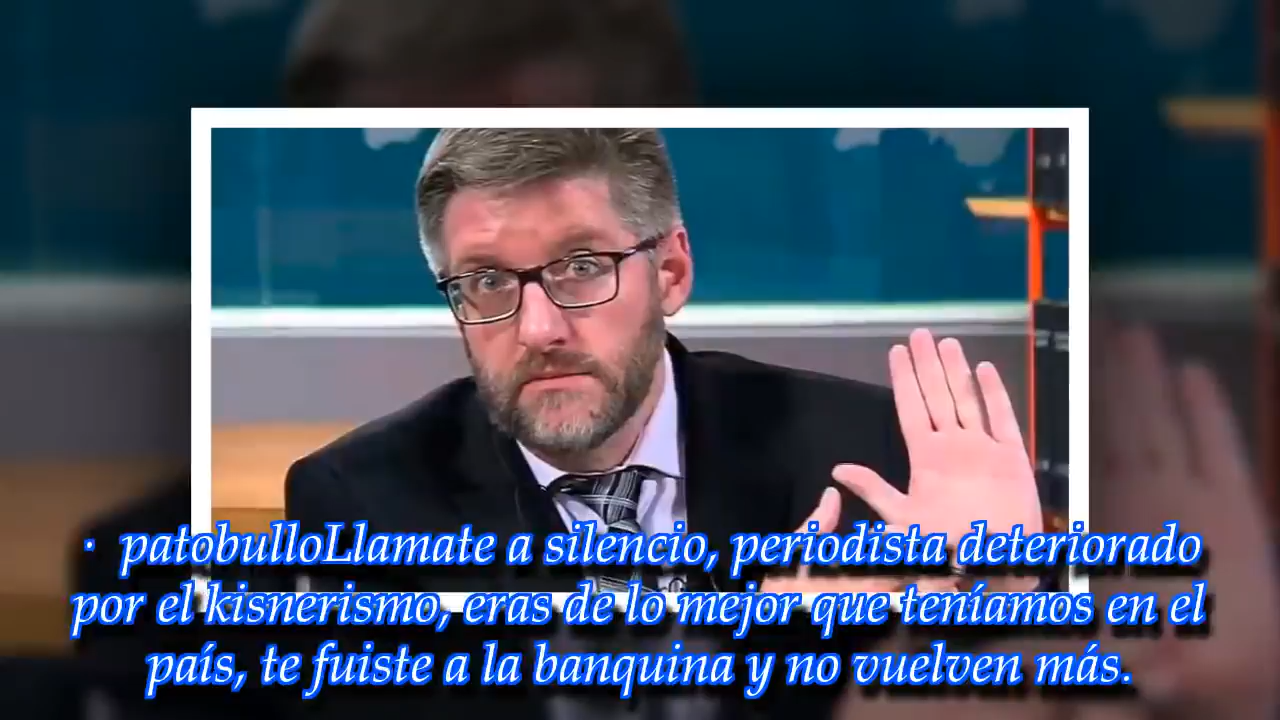 · patobulloLlamate a silencio, periodista deteriorado
por el kisnerismo, eras de lo mejor que teníamos en el
país, te fuiste a la banquina y no vuelven más.